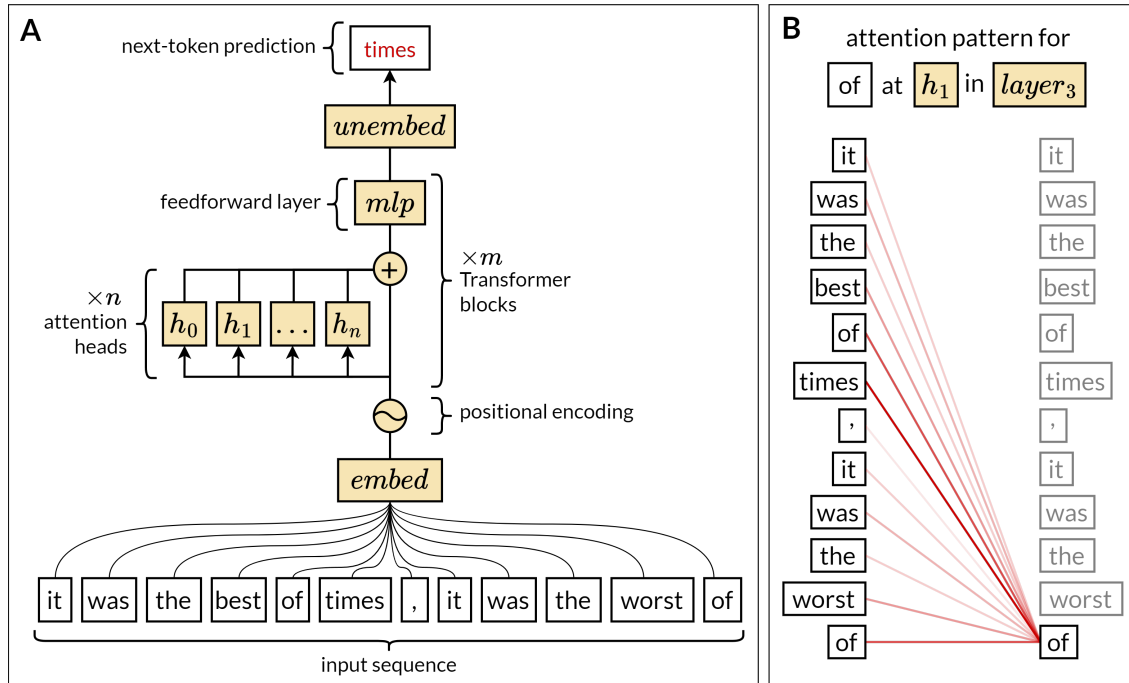 A
next-token prediction
times
unembed
feedforward layer
mlp
+
×m
Transformer
blocks
×n
attention
heads
h₀
h₁
...
hₙ
positional encoding
embed
it
was
the
best
of
times
,
it
was
the
worst
of
input sequence
B
attention pattern for
of at h₁ in layer₃
it
was
the
best
of
times
,
it
was
the
worst
of
it
was
the
best
of
times
,
it
was
the
worst
of